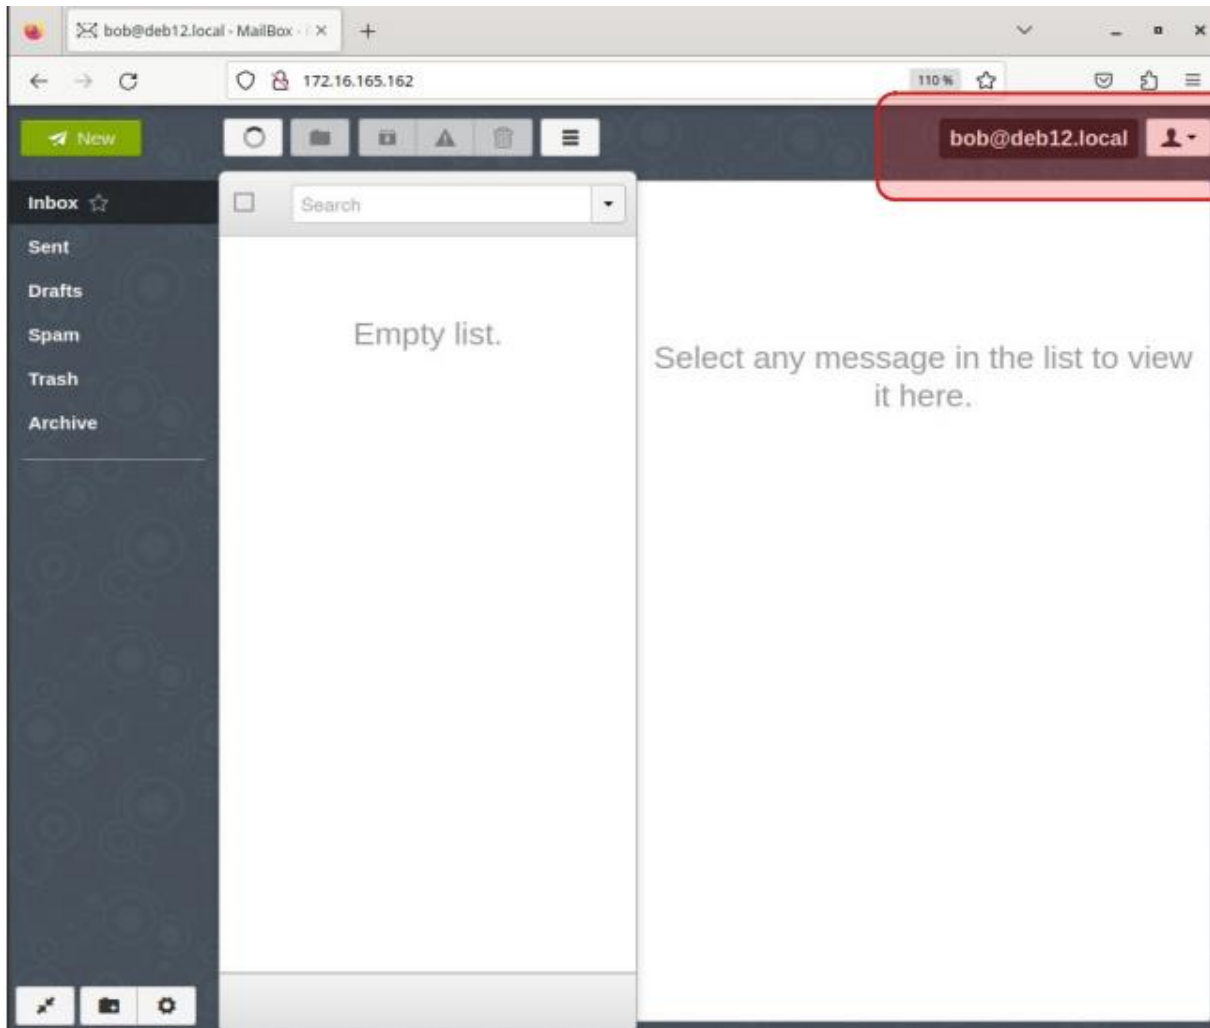 bob@deb12.local - MailBox -
172.16.165.162
110 %
New
bob@deb12.local
Inbox
Search
Sent
Drafts
Spam
Trash
Archive
Empty list.
Select any message in the list to view
it here.